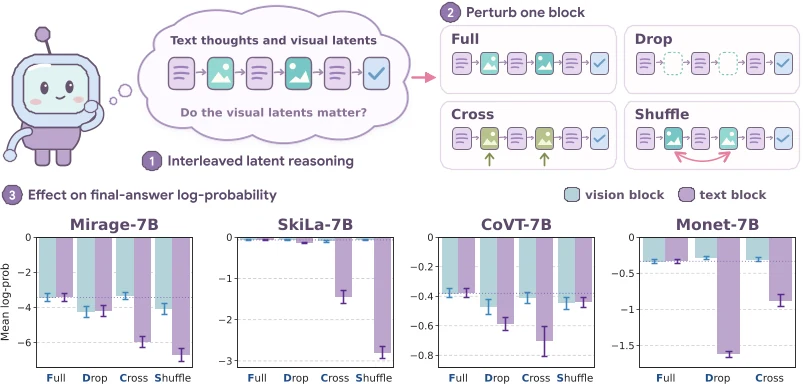 Text thoughts and visual latents
Do the visual latents matter?
1 Interleaved latent reasoning
2 Perturb one block
Full
Drop
Cross
Shuffle
3 Effect on final-answer log-probability
vision block
text block
Mirage-7B
SkiLa-7B
CoVT-7B
Monet-7B
Mean log-prob
0
−2
−4
−6
Full Drop Cross Shuffle
0
−1
−2
−3
Full Drop Cross Shuffle
0.0
−0.2
−0.4
−0.6
−0.8
Full Drop Cross Shuffle
0.0
−0.5
−1.0
−1.5
Full Drop Cross